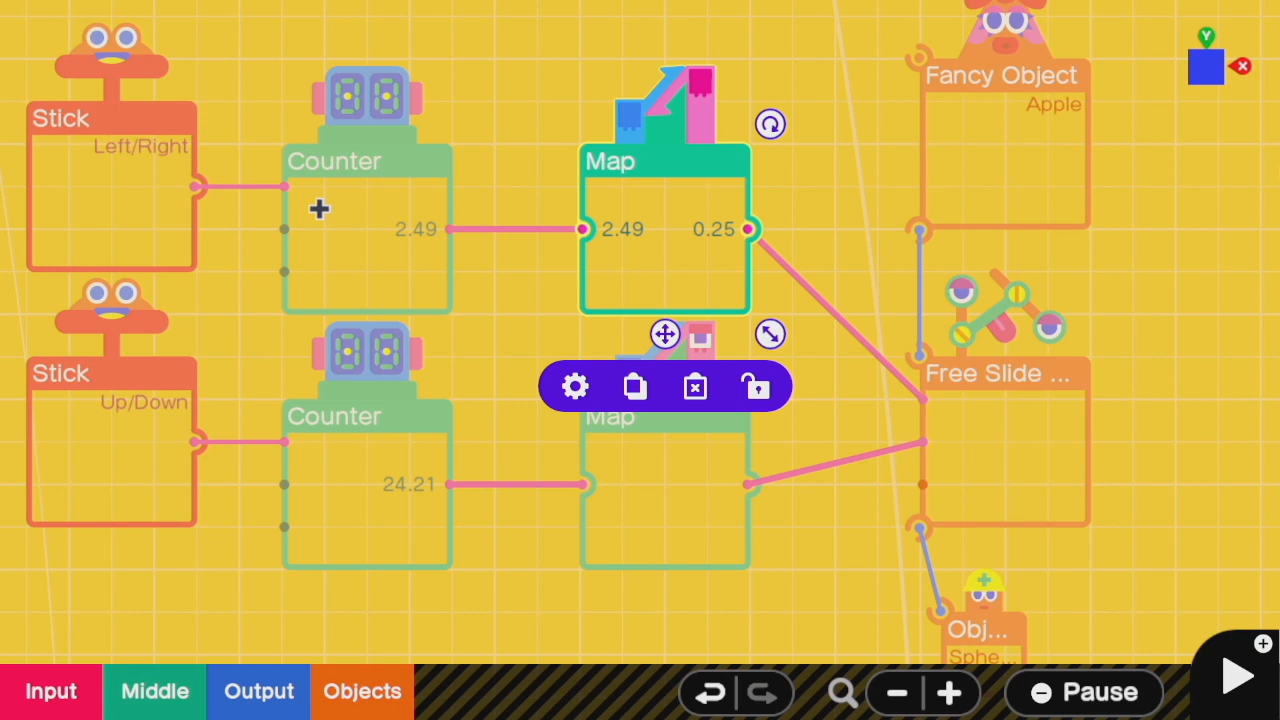 Stick
Left/Right
Counter
2.49
Map
2.49
0.25
Fancy Object
Apple
Y
X
Stick
Up/Down
Counter
24.21
Map
Free Slide ...
Obj...
Sphe...
Input
Middle
Output
Objects
Pause